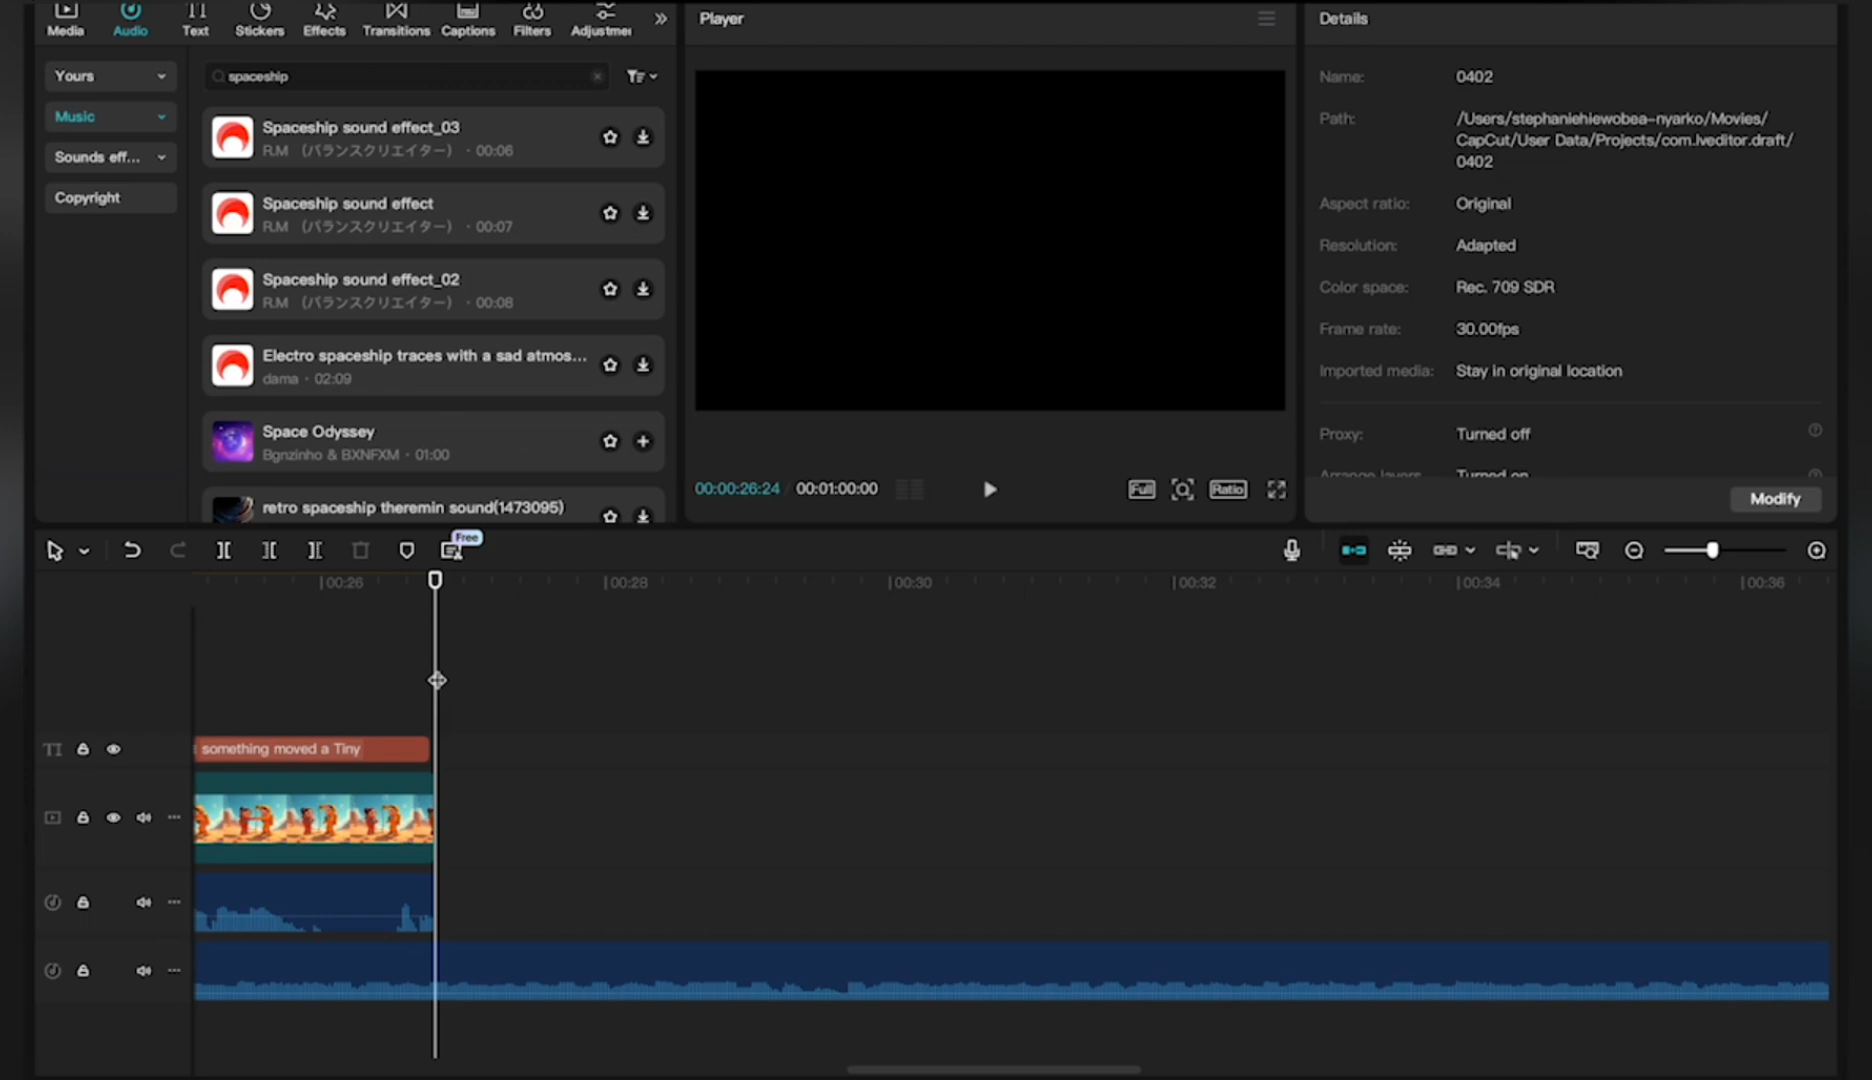 Media
Audio
Text
Stickers
Effects
Transitions
Captions
Filters
Adjustmer
Player
Details
Yours
Music
Sounds eff...
Copyright
spaceship
Spaceship sound effect_03
R.M （バランスクリエイター） · 00:06
Spaceship sound effect
R.M （バランスクリエイター） · 00:07
Spaceship sound effect_02
R.M （バランスクリエイター） · 00:08
Electro spaceship traces with a sad atmos...
dama · 02:09
Space Odyssey
Bgnzinho & BXNFXM · 01:00
retro spaceship theremin sound(1473095)
00:00:26:24
00:01:00:00
Full
Ratio
Name: 0402
Path: /Users/stephaniehiewobea-nyarko/Movies/
CapCut/User Data/Projects/com.lveditor.draft/
0402
Aspect ratio: Original
Resolution: Adapted
Color space: Rec. 709 SDR
Frame rate: 30.00fps
Imported media: Stay in original location
Proxy: Turned off
Arrange layers Turned on
Modify
Free
00:26
00:28
00:30
00:32
00:34
00:36
TI
something moved a Tiny